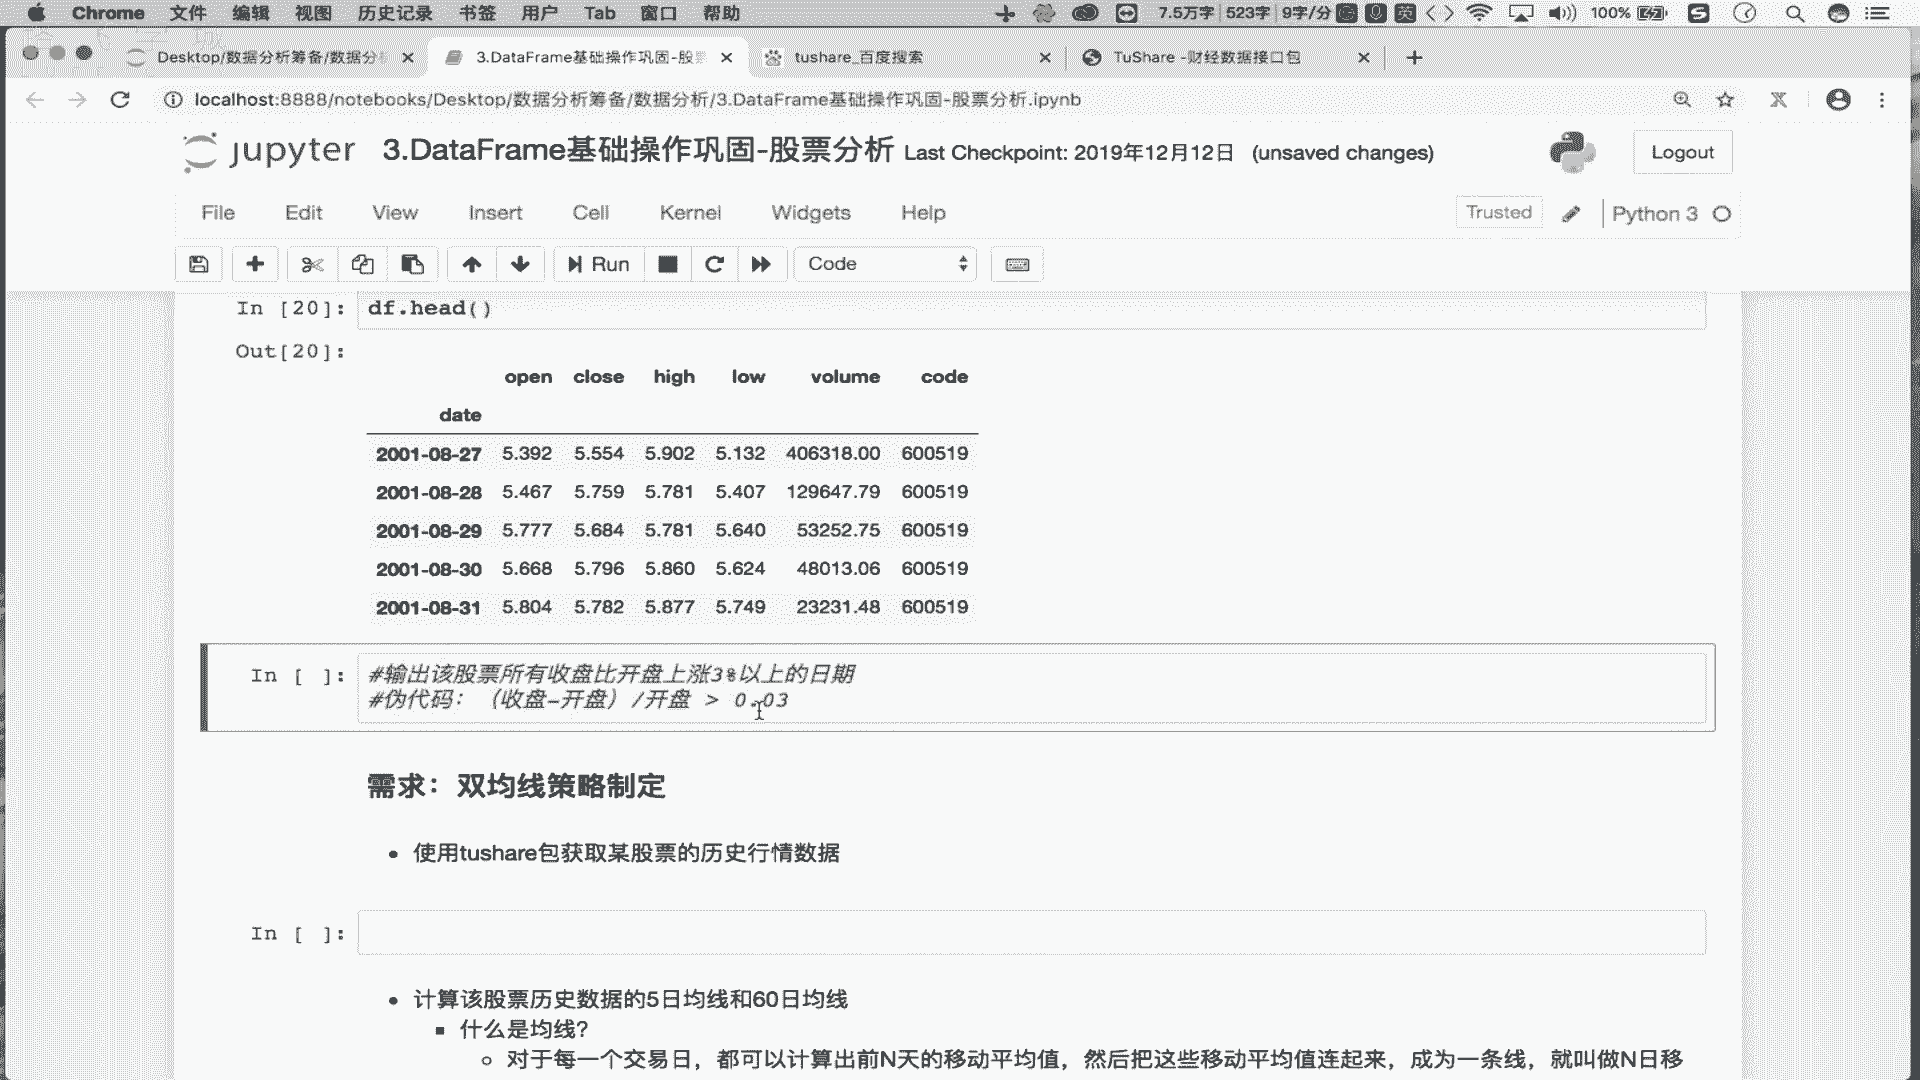 Chrome 文件 编辑 视图 历史记录 书签 用户 Tab 窗口 帮助 7.5万字 523字 9字/分 英 100%
Desktop/数据分析筹备/数据分 3.DataFrame基础操作巩固-股票 tushare_百度搜索 TuShare -财经数据接口包
localhost:8888/notebooks/Desktop/数据分析筹备/数据分析/3.DataFrame基础操作巩固-股票分析.ipynb
jupyter 3.DataFrame基础操作巩固-股票分析 Last Checkpoint: 2019年12月12日 (unsaved changes) Logout
File Edit View Insert Cell Kernel Widgets Help Trusted Python 3
Run Code
In [20]: df.head()
Out[20]:
open close high low volume code
date
2001-08-27 5.392 5.554 5.902 5.132 406318.00 600519
2001-08-28 5.467 5.759 5.781 5.407 129647.79 600519
2001-08-29 5.777 5.684 5.781 5.640 53252.75 600519
2001-08-30 5.668 5.796 5.860 5.624 48013.06 600519
2001-08-31 5.804 5.782 5.877 5.749 23231.48 600519
In [ ]: #输出该股票所有收盘比开盘上涨3%以上的日期
#伪代码：（收盘-开盘）/开盘 > 0.03
需求：双均线策略制定
• 使用tushare包获取某股票的历史行情数据
In [ ]:
• 计算该股票历史数据的5日均线和60日均线
▪ 什么是均线?
◦ 对于每一个交易日，都可以计算出前N天的移动平均值，然后把这些移动平均值连起来，成为一条线，就叫做N日移